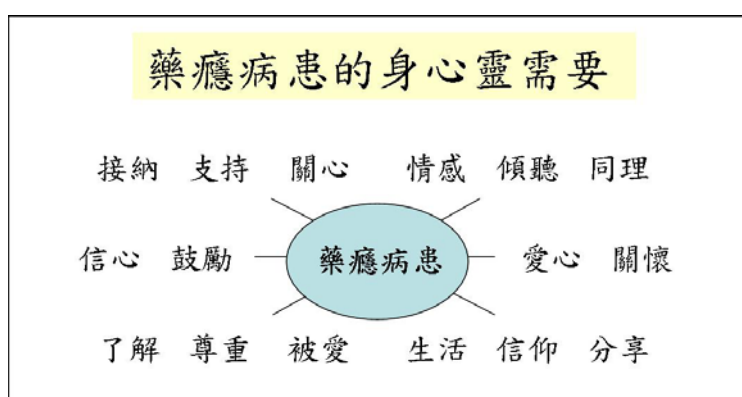 藥癮病患的身心靈需要
接納 支持 關心 情感 傾聽 同理
信心 鼓勵 藥癮病患 愛心 關懷
了解 尊重 被愛 生活 信仰 分享